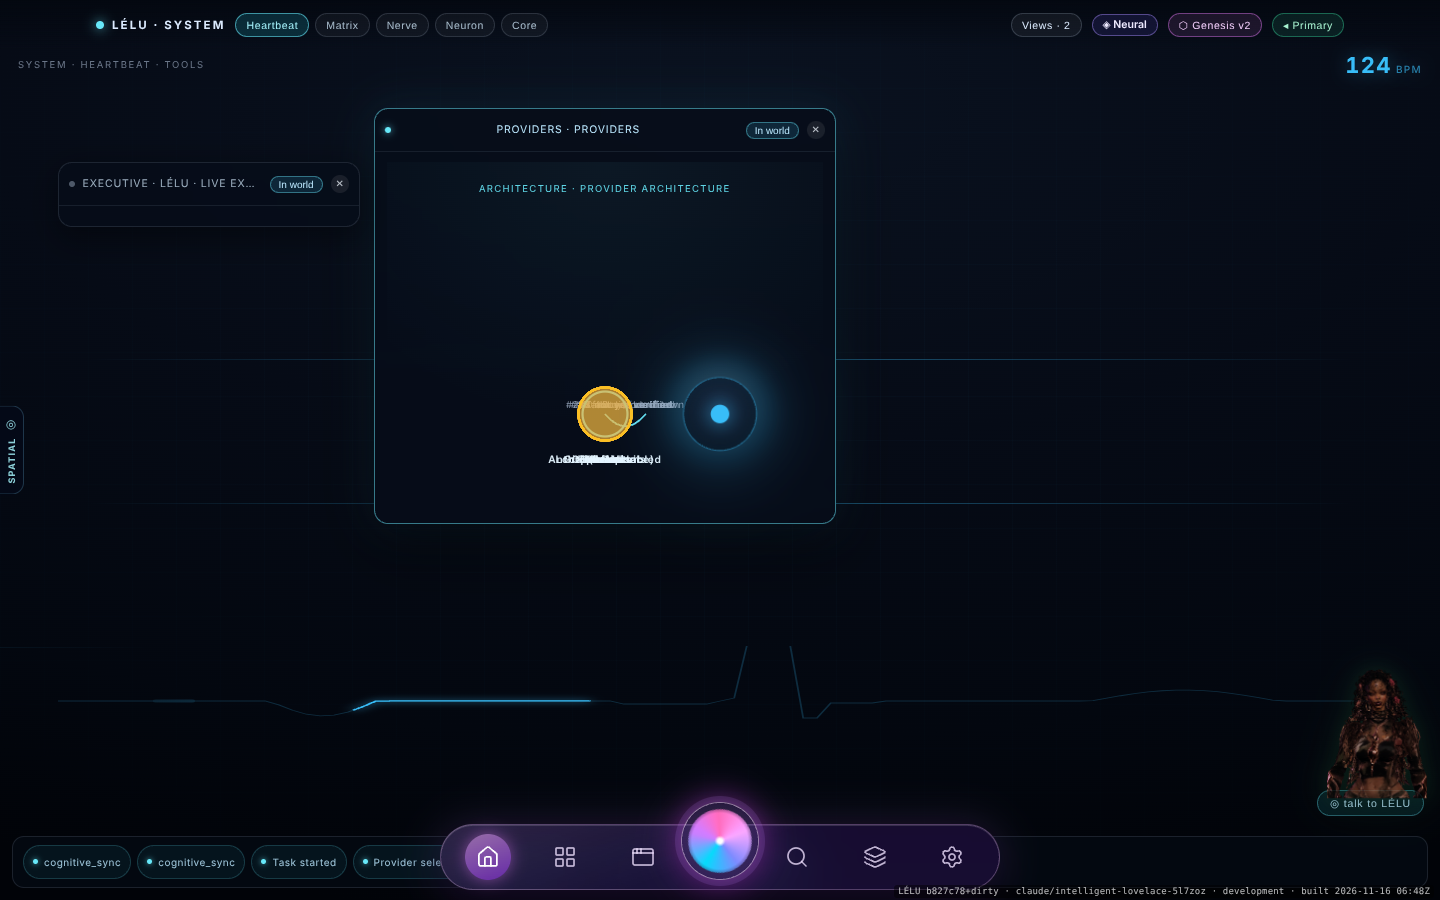 LÉLU · SYSTEM
Heartbeat
Matrix
Nerve
Neuron
Core
Views · 2
◈ Neural
⬡ Genesis v2
◂ Primary
SYSTEM · HEARTBEAT · TOOLS
124 BPM
PROVIDERS · PROVIDERS
In world
✕
EXECUTIVE · LÉLU · LIVE EX…
In world
✕
ARCHITECTURE · PROVIDER ARCHITECTURE
SPATIAL ◎
◎ talk to LÉLU
cognitive_sync
cognitive_sync
Task started
Provider sele
LÉLU b827c78+dirty · claude/intelligent-lovelace-5l7zoz · development · built 2026-11-16 06:48Z